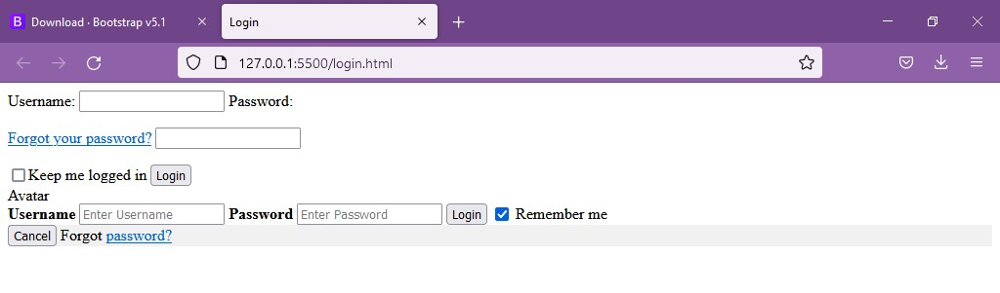 B Download · Bootstrap v5.1
Login
127.0.0.1:5500/login.html
Username: Password:
Forgot your password?
Keep me logged in Login
Avatar
Username Enter Username Password Enter Password Login Remember me
Cancel Forgot password?